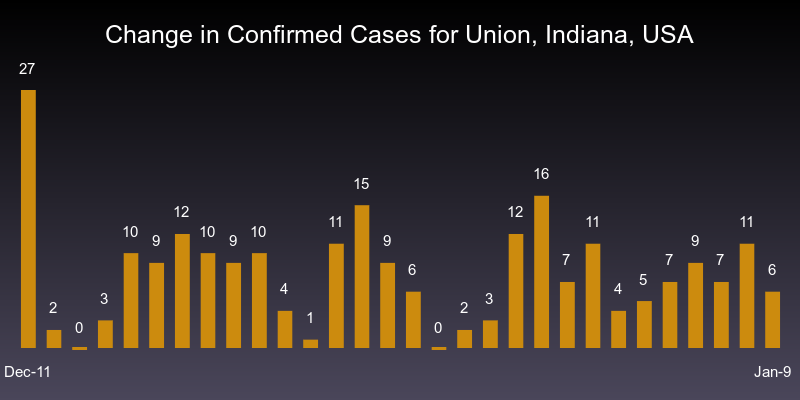 Change in Confirmed Cases for Union, Indiana, USA
27 2 0 3 10 9 12 10 9 10 4 1 11 15 9 6 0 2 3 12 16 7 11 4 5 7 9 7 11 6
Dec-11 Jan-9